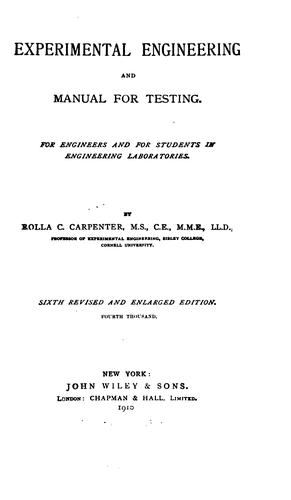 EXPERIMENTAL ENGINEERING
AND
MANUAL FOR TESTING.
FOR ENGINEERS AND FOR STUDENTS IN
ENGINEERING LABORATORIES.
BY
ROLLA C. CARPENTER, M.S., C.E., M.M.E., LL.D.,
PROFESSOR OF EXPERIMENTAL ENGINEERING, SIBLEY COLLEGE,
CORNELL UNIVERSITY.
SIXTH REVISED AND ENLARGED EDITION.
FOURTH THOUSAND.
NEW YORK:
JOHN WILEY & SONS.
LONDON: CHAPMAN & HALL, LIMITED.
1910